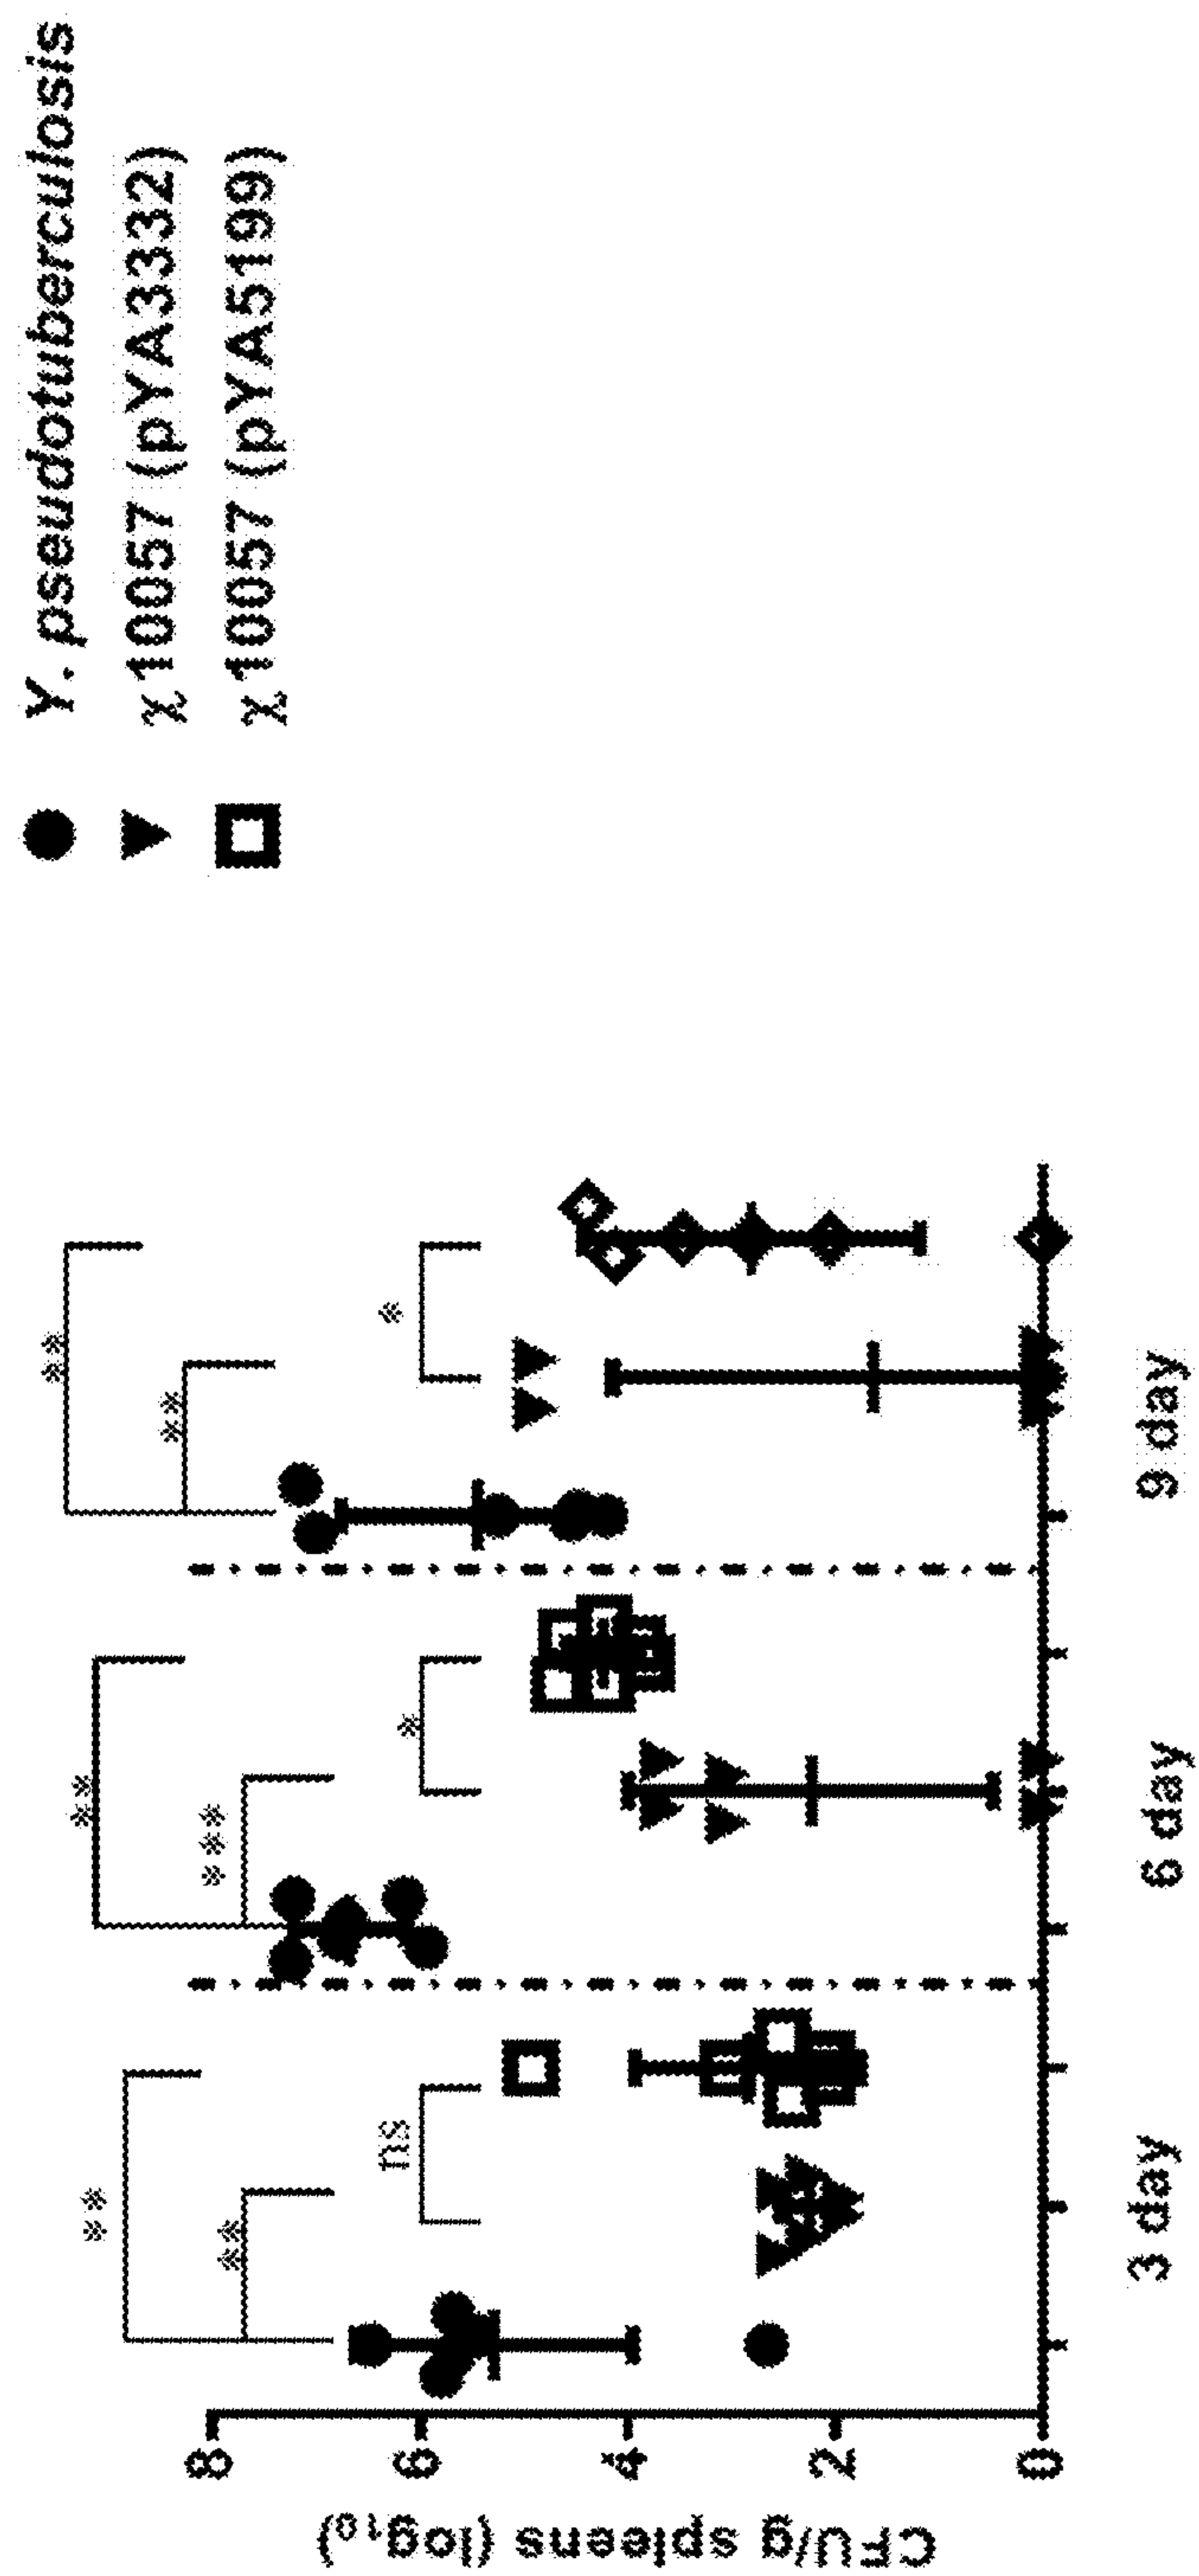 Y. pseudotuberculosis
χ10057 (pYA3332)
χ10057 (pYA5199)
** ** **
** *** **
ns * *
8
6
4
2
0
CFU/g spleens (log10)
3 day 6 day 9 day